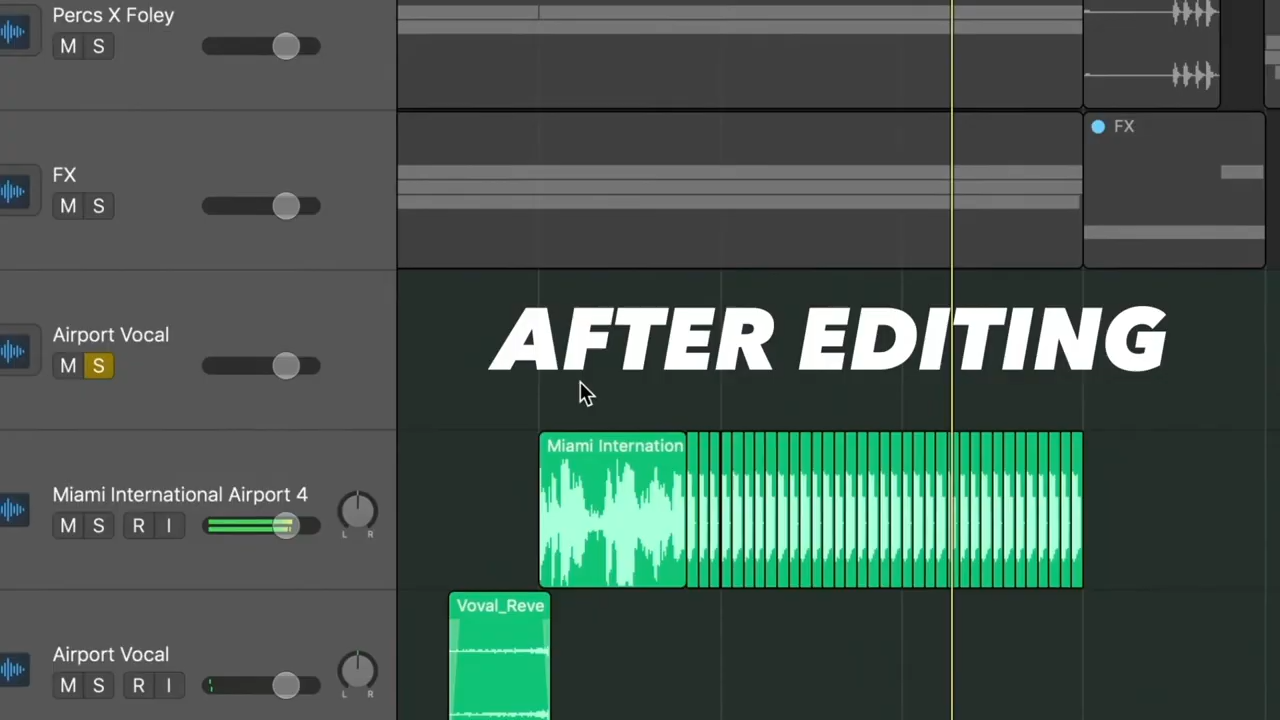 Percs X Foley
M S
FX
FX
M S
AFTER EDITING
Airport Vocal
M S
Miami Internation
Miami International Airport 4
M S R I
L R
Voval_Reve
Airport Vocal
M S R I
L R